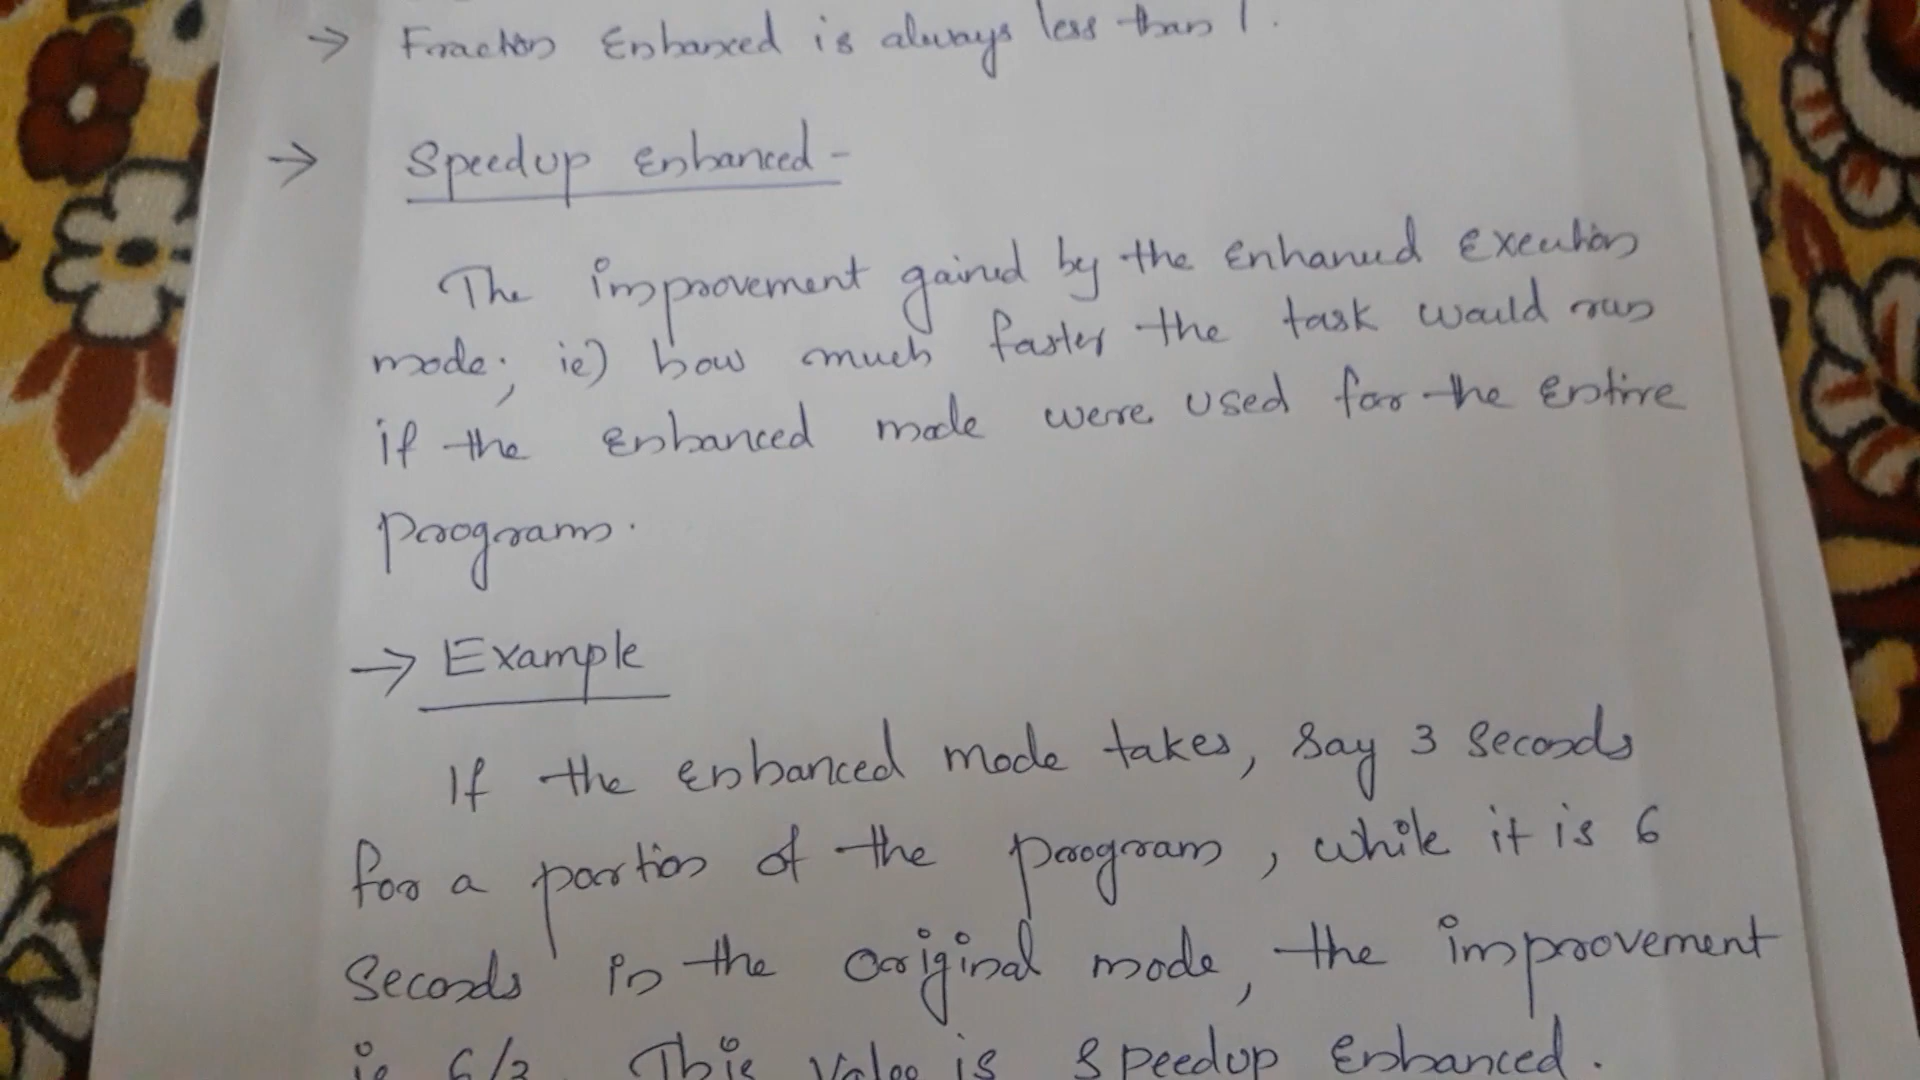 → Fraction Enhanced is always less than 1.
→ Speedup Enhanced -
The improvement gained by the Enhanced Execution
mode; ie) how much faster the task would run
if the Enhanced mode were used for the Entire
program.
→ Example
If the enhanced mode takes, say 3 seconds
for a portion of the program, while it is 6
seconds in the original mode, the improvement
is 6/3. This value is Speedup Enhanced.